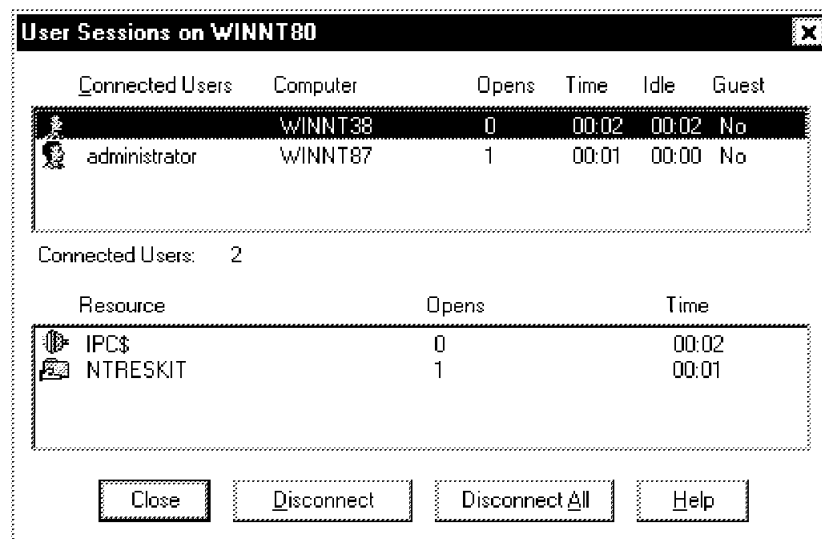 User Sessions on WINNT80
Connected Users Computer Opens Time Idle Guest
WINNT38 0 00:02 00:02 No
administrator WINNT87 1 00:01 00:00 No
Connected Users: 2
Resource Opens Time
IPC$ 0 00:02
NTRESKIT 1 00:01
Close Disconnect Disconnect All Help